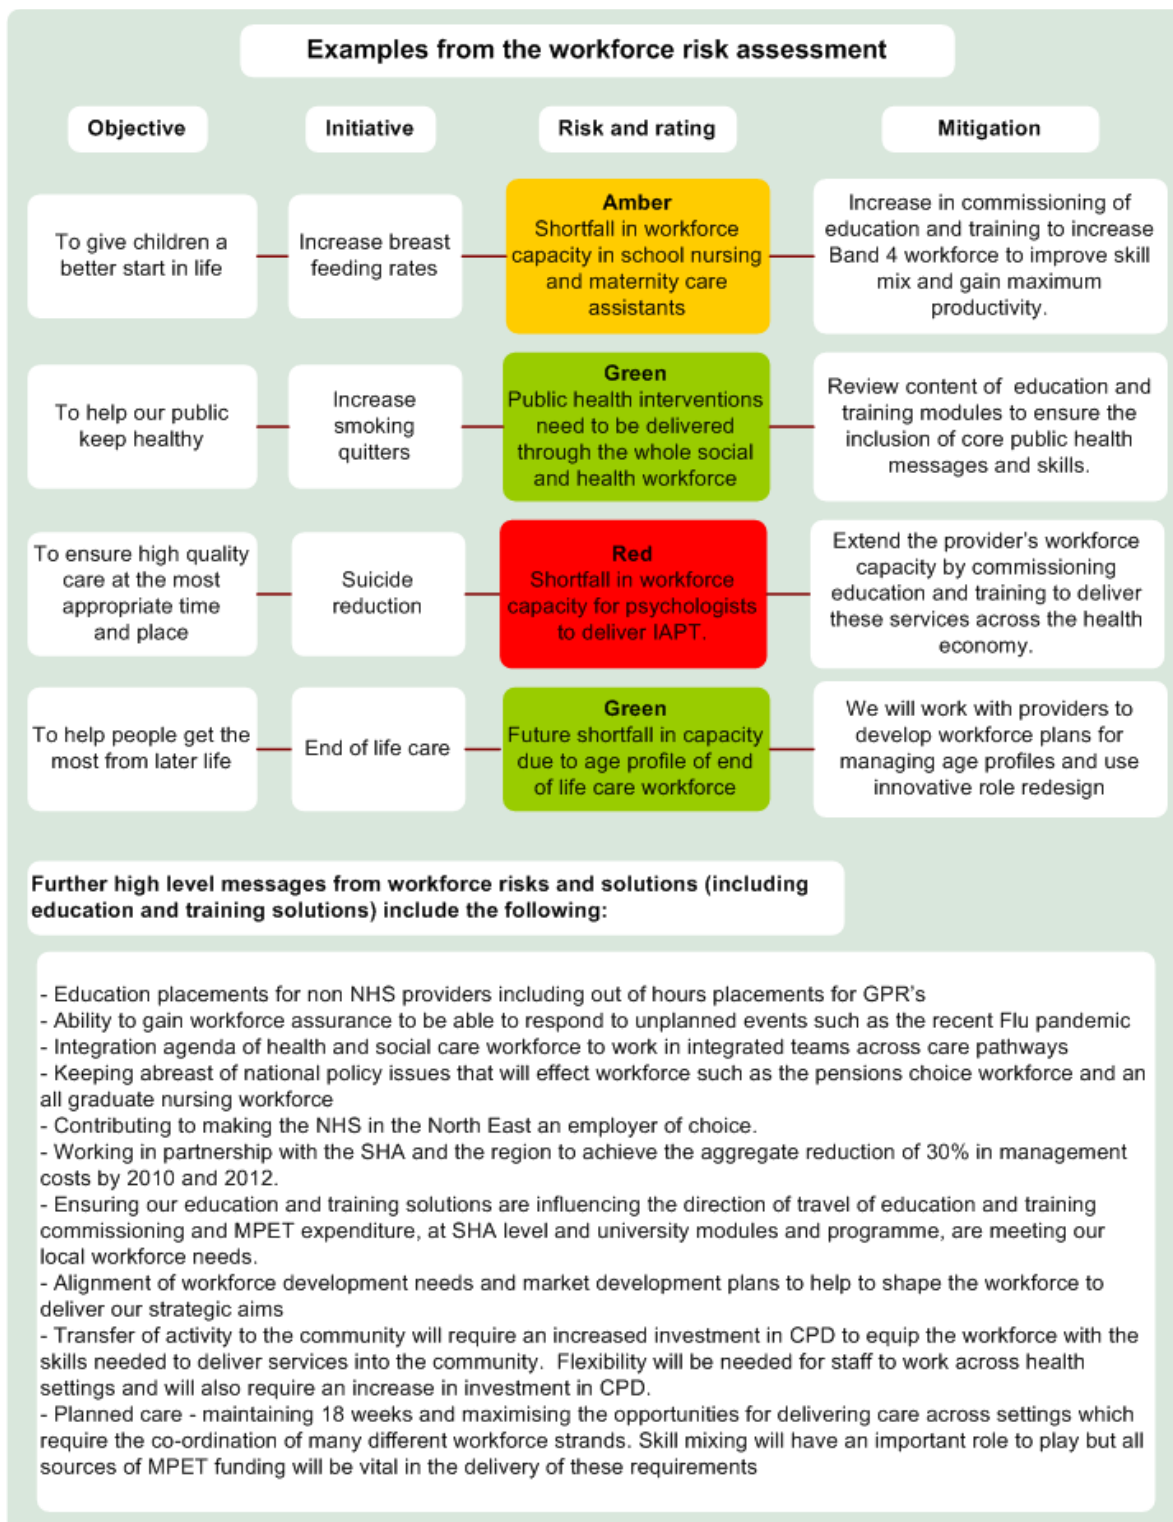 Examples from the workforce risk assessment
Objective
Initiative
Risk and rating
Mitigation
To give children a
better start in life
Increase breast
feeding rates
Amber
Shortfall in workforce
capacity in school nursing
and maternity care
assistants
Increase in commissioning of
education and training to increase
Band 4 workforce to improve skill
mix and gain maximum
productivity.
To help our public
keep healthy
Increase
smoking
quitters
Green
Public health interventions
need to be delivered
through the whole social
and health workforce
Review content of  education and
training modules to ensure the
inclusion of core public health
messages and skills.
To ensure high quality
care at the most
appropriate time
and place
Suicide
reduction
Red
Shortfall in workforce
capacity for psychologists
to deliver IAPT.
Extend the provider's workforce
capacity by commissioning
education and training to deliver
these services across the health
economy.
To help people get the
most from later life
End of life care
Green
Future shortfall in capacity
due to age profile of end
of life care workforce
We will work with providers to
develop workforce plans for
managing age profiles and use
innovative role redesign
Further high level messages from workforce risks and solutions (including
education and training solutions) include the following:
- Education placements for non NHS providers including out of hours placements for GPR's
- Ability to gain workforce assurance to be able to respond to unplanned events such as the recent Flu pandemic
- Integration agenda of health and social care workforce to work in integrated teams across care pathways
- Keeping abreast of national policy issues that will effect workforce such as the pensions choice workforce and an
all graduate nursing workforce
- Contributing to making the NHS in the North East an employer of choice.
- Working in partnership with the SHA and the region to achieve the aggregate reduction of 30% in management
costs by 2010 and 2012.
- Ensuring our education and training solutions are influencing the direction of travel of education and training
commissioning and MPET expenditure, at SHA level and university modules and programme, are meeting our
local workforce needs.
- Alignment of workforce development needs and market development plans to help to shape the workforce to
deliver our strategic aims
- Transfer of activity to the community will require an increased investment in CPD to equip the workforce with the
skills needed to deliver services into the community.  Flexibility will be needed for staff to work across health
settings and will also require an increase in investment in CPD.
- Planned care - maintaining 18 weeks and maximising the opportunities for delivering care across settings which
require the co-ordination of many different workforce strands. Skill mixing will have an important role to play but all
sources of MPET funding will be vital in the delivery of these requirements